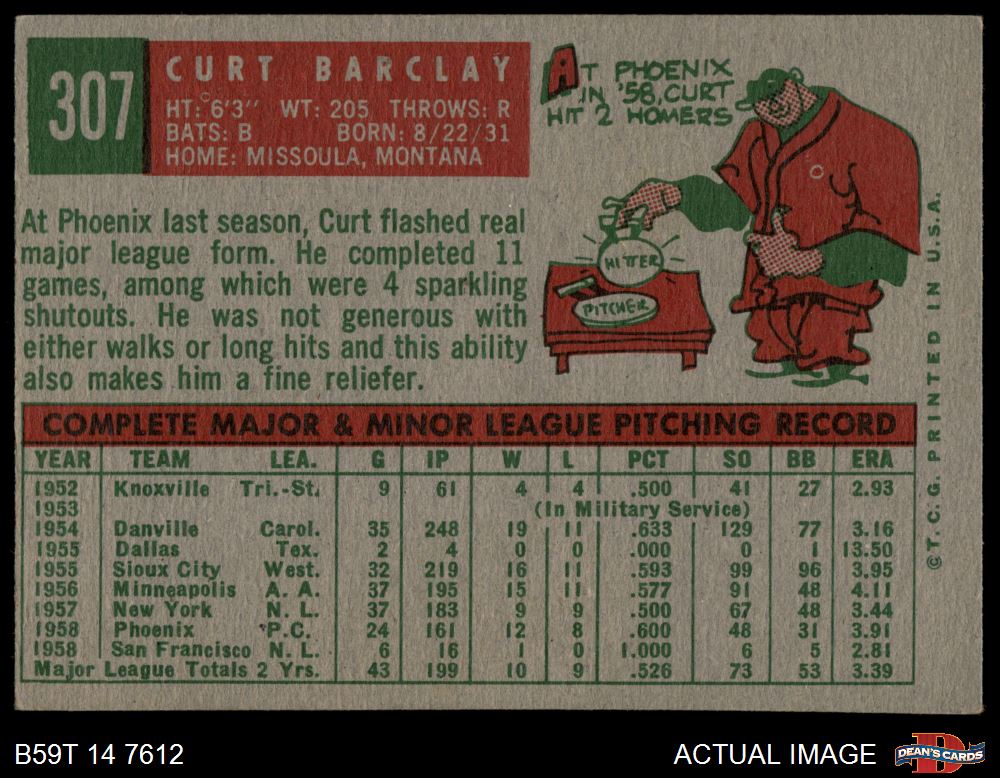 307
CURT BARCLAY
HT: 6'3" WT: 205 THROWS: R
BATS: B BORN: 8/22/31
HOME: MISSOULA, MONTANA
AT PHOENIX
IN '58, CURT
HIT 2 HOMERS
HITTER
PITCHER
At Phoenix last season, Curt flashed real
major league form. He completed 11
games, among which were 4 sparkling
shutouts. He was not generous with
either walks or long hits and this ability
also makes him a fine reliefer.
COMPLETE MAJOR & MINOR LEAGUE PITCHING RECORD
YEAR TEAM LEA. G IP W L PCT SO BB ERA
1952 Knoxville Tri.-St. 9 61 4 4 .500 41 27 2.93
1953 (In Military Service)
1954 Danville Carol. 35 248 19 11 .633 129 77 3.16
1955 Dallas Tex. 2 4 0 0 .000 0 1 13.50
1955 Sioux City West. 32 219 16 11 .593 99 96 3.95
1956 Minneapolis A. A. 37 195 15 11 .577 91 48 4.11
1957 New York N. L. 37 183 9 9 .500 67 48 3.44
1958 Phoenix P.C. 24 161 12 8 .600 48 31 3.91
1958 San Francisco N. L. 6 16 1 0 1.000 6 5 2.81
Major League Totals 2 Yrs. 43 199 10 9 .526 73 53 3.39
©T.C.G. PRINTED IN U.S.A.
B59T 14 7612
ACTUAL IMAGE
DEAN'S CARDS